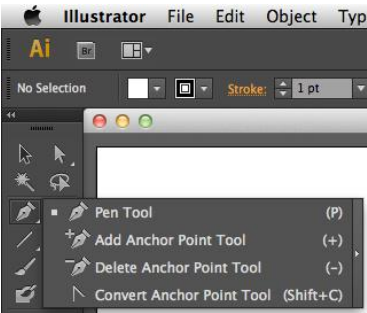 Illustrator File Edit Object Typ
Ai Br
No Selection Stroke: 1 pt
Pen Tool (P)
Add Anchor Point Tool (+)
Delete Anchor Point Tool (-)
Convert Anchor Point Tool (Shift+C)